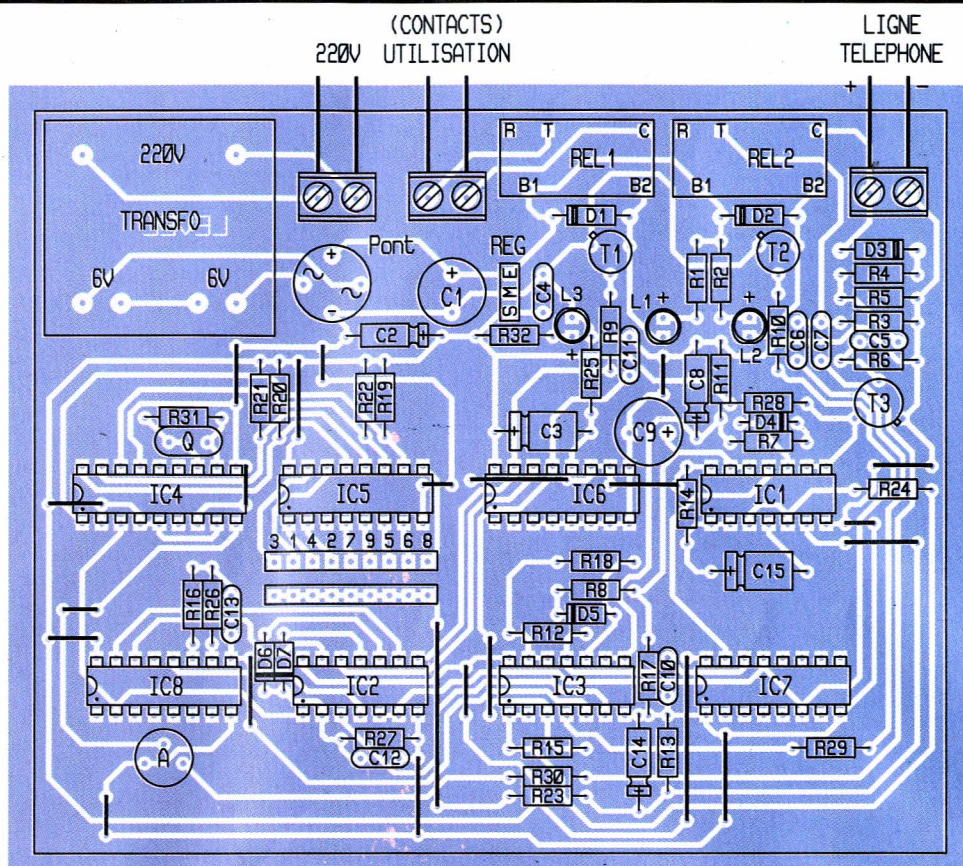 (CONTACTS)
220V UTILISATION
LIGNE
TELEPHONE
+ -
220V
TRANSFO
6V 6V
R T C
REL1
B1 B2
R T C
REL2
B1 B2
D1
D2
Pont
REG
T1
T2
D3
R4
R5
R3
C5
R6
T3
+
-
+
C1
S M E
C4
L3
R9
L1 +
R1
R2
+
L2
R10
C6
C7
C2
R32
+
R25
C11
C8
R11
R28
D4
R7
R21
R20
R22
R19
R31
Q
C3
C9 +
IC4
IC5
IC6
R14
IC1
R24
3 1 4 2 7 9 5 6 8
R18
R8
D5
R12
C15
R16
R26
C13
D6
D7
R17
C10
IC8
IC2
IC3
IC7
A
R27
C12
R15
R30
R23
C14
R13
R29